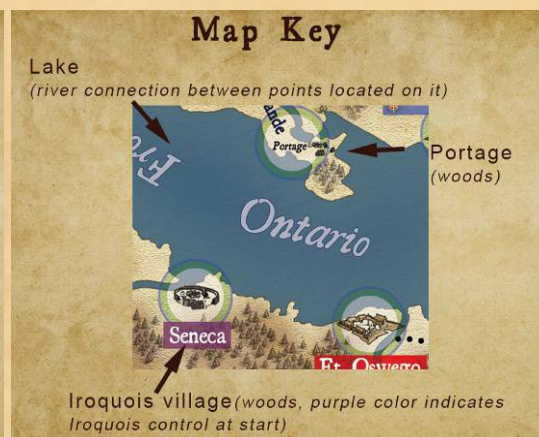 Map Key
Lake
(river connection between points located on it)
Portage
Portage
(woods)
Ontario
Seneca
Ft. Oswego
Iroquois village (woods, purple color indicates
Iroquois control at start)